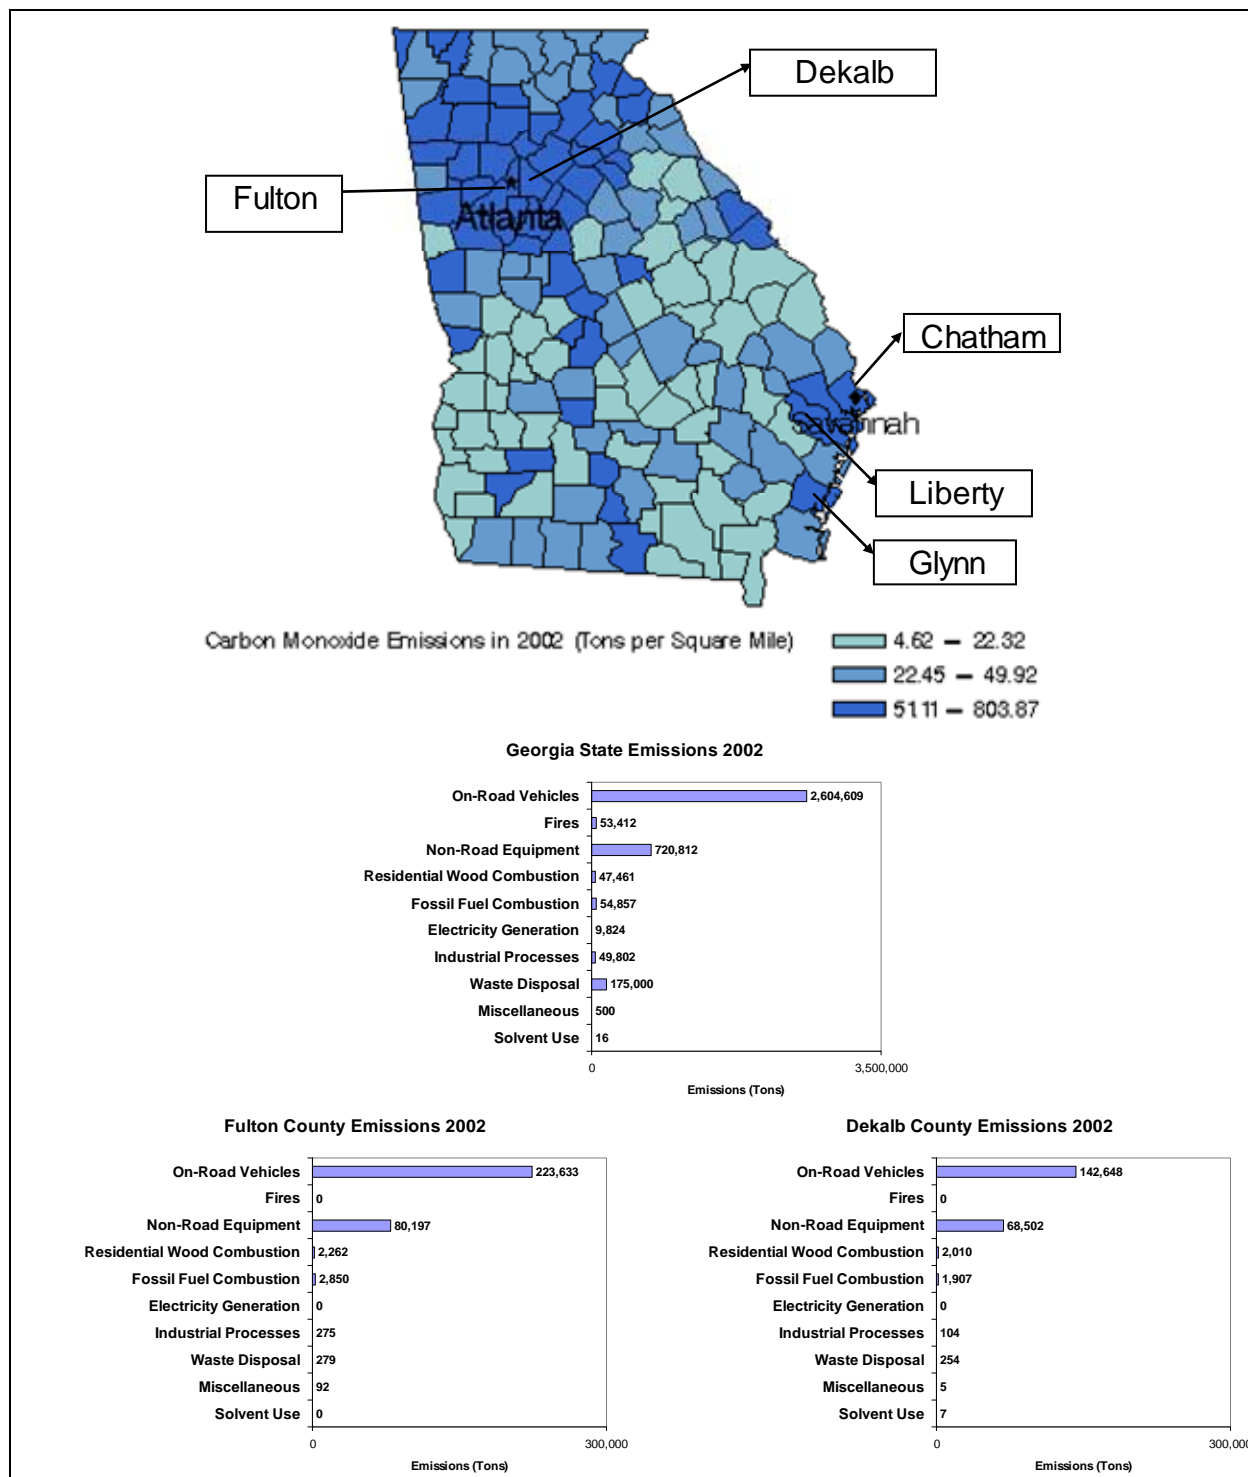 Dekalb
Fulton
Atlanta
Chatham
Savannah
Liberty
Glynn
Carbon Monoxide Emissions in 2002 (Tons per Square Mile)
4.62 – 22.32
22.45 – 49.92
51.11 – 803.87
Georgia State Emissions 2002
On-Road Vehicles 2,604,609
Fires 53,412
Non-Road Equipment 720,812
Residential Wood Combustion 47,461
Fossil Fuel Combustion 54,857
Electricity Generation 9,824
Industrial Processes 49,802
Waste Disposal 175,000
Miscellaneous 500
Solvent Use 16
0 3,500,000
Emissions (Tons)
Fulton County Emissions 2002
On-Road Vehicles 223,633
Fires 0
Non-Road Equipment 80,197
Residential Wood Combustion 2,262
Fossil Fuel Combustion 2,850
Electricity Generation 0
Industrial Processes 275
Waste Disposal 279
Miscellaneous 92
Solvent Use 0
0 300,000
Emissions (Tons)
Dekalb County Emissions 2002
On-Road Vehicles 142,648
Fires 0
Non-Road Equipment 68,502
Residential Wood Combustion 2,010
Fossil Fuel Combustion 1,907
Electricity Generation 0
Industrial Processes 104
Waste Disposal 254
Miscellaneous 5
Solvent Use 7
0 300,000
Emissions (Tons)